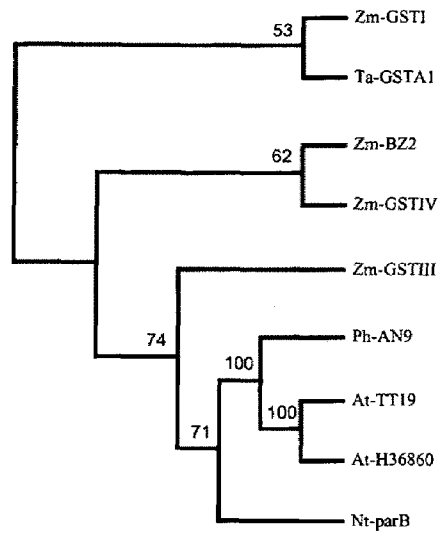 Zm-GSTI
53
Ta-GSTA1
Zm-BZ2
62
Zm-GSTIV
Zm-GSTIII
74
Ph-AN9
100
At-TT19
100
71
At-H36860
Nt-parB